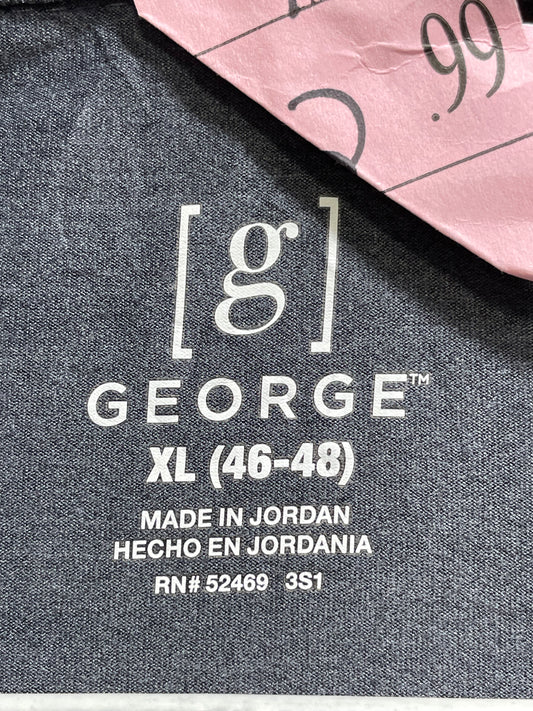 .99
[g]
GEORGE™
XL (46-48)
MADE IN JORDAN
HECHO EN JORDANIA
RN# 52469 3S1